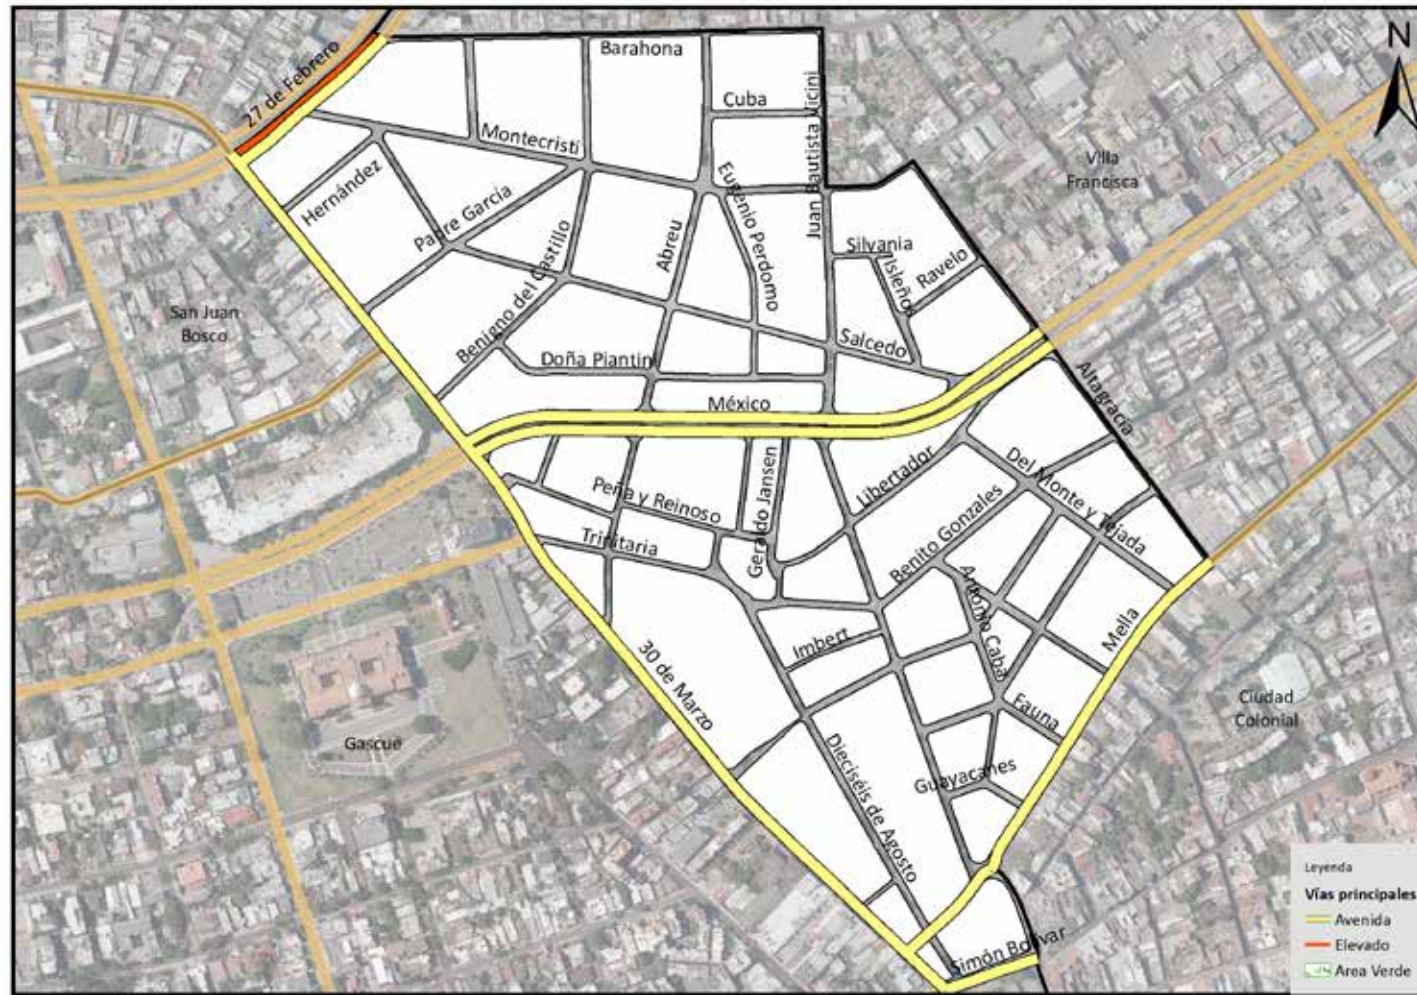 N
27 de Febrero
Barahona
Cuba
Juan Bautista Vicini
Montecristi
Villa
Francisca
Hernández
Padre García
Eugenio Perdomo
Abreu
Silvania
Isleños
Ravelo
San Juan
Bosco
Benigno del Castillo
Doña Piantini
Salcedo
México
Altagracia
Libertador
Del Monte y Tejada
Peña y Reinoso
Gerardo Jansen
Benito Gonzales
Trinitaria
Antonio Caba
Imbert
Mella
30 de Marzo
Fauna
Ciudad
Colonial
Gascue
Guayacanes
Dieciséis de Agosto
Simón Bolívar
Leyenda
Vías principales
Avenida
Elevado
Area Verde